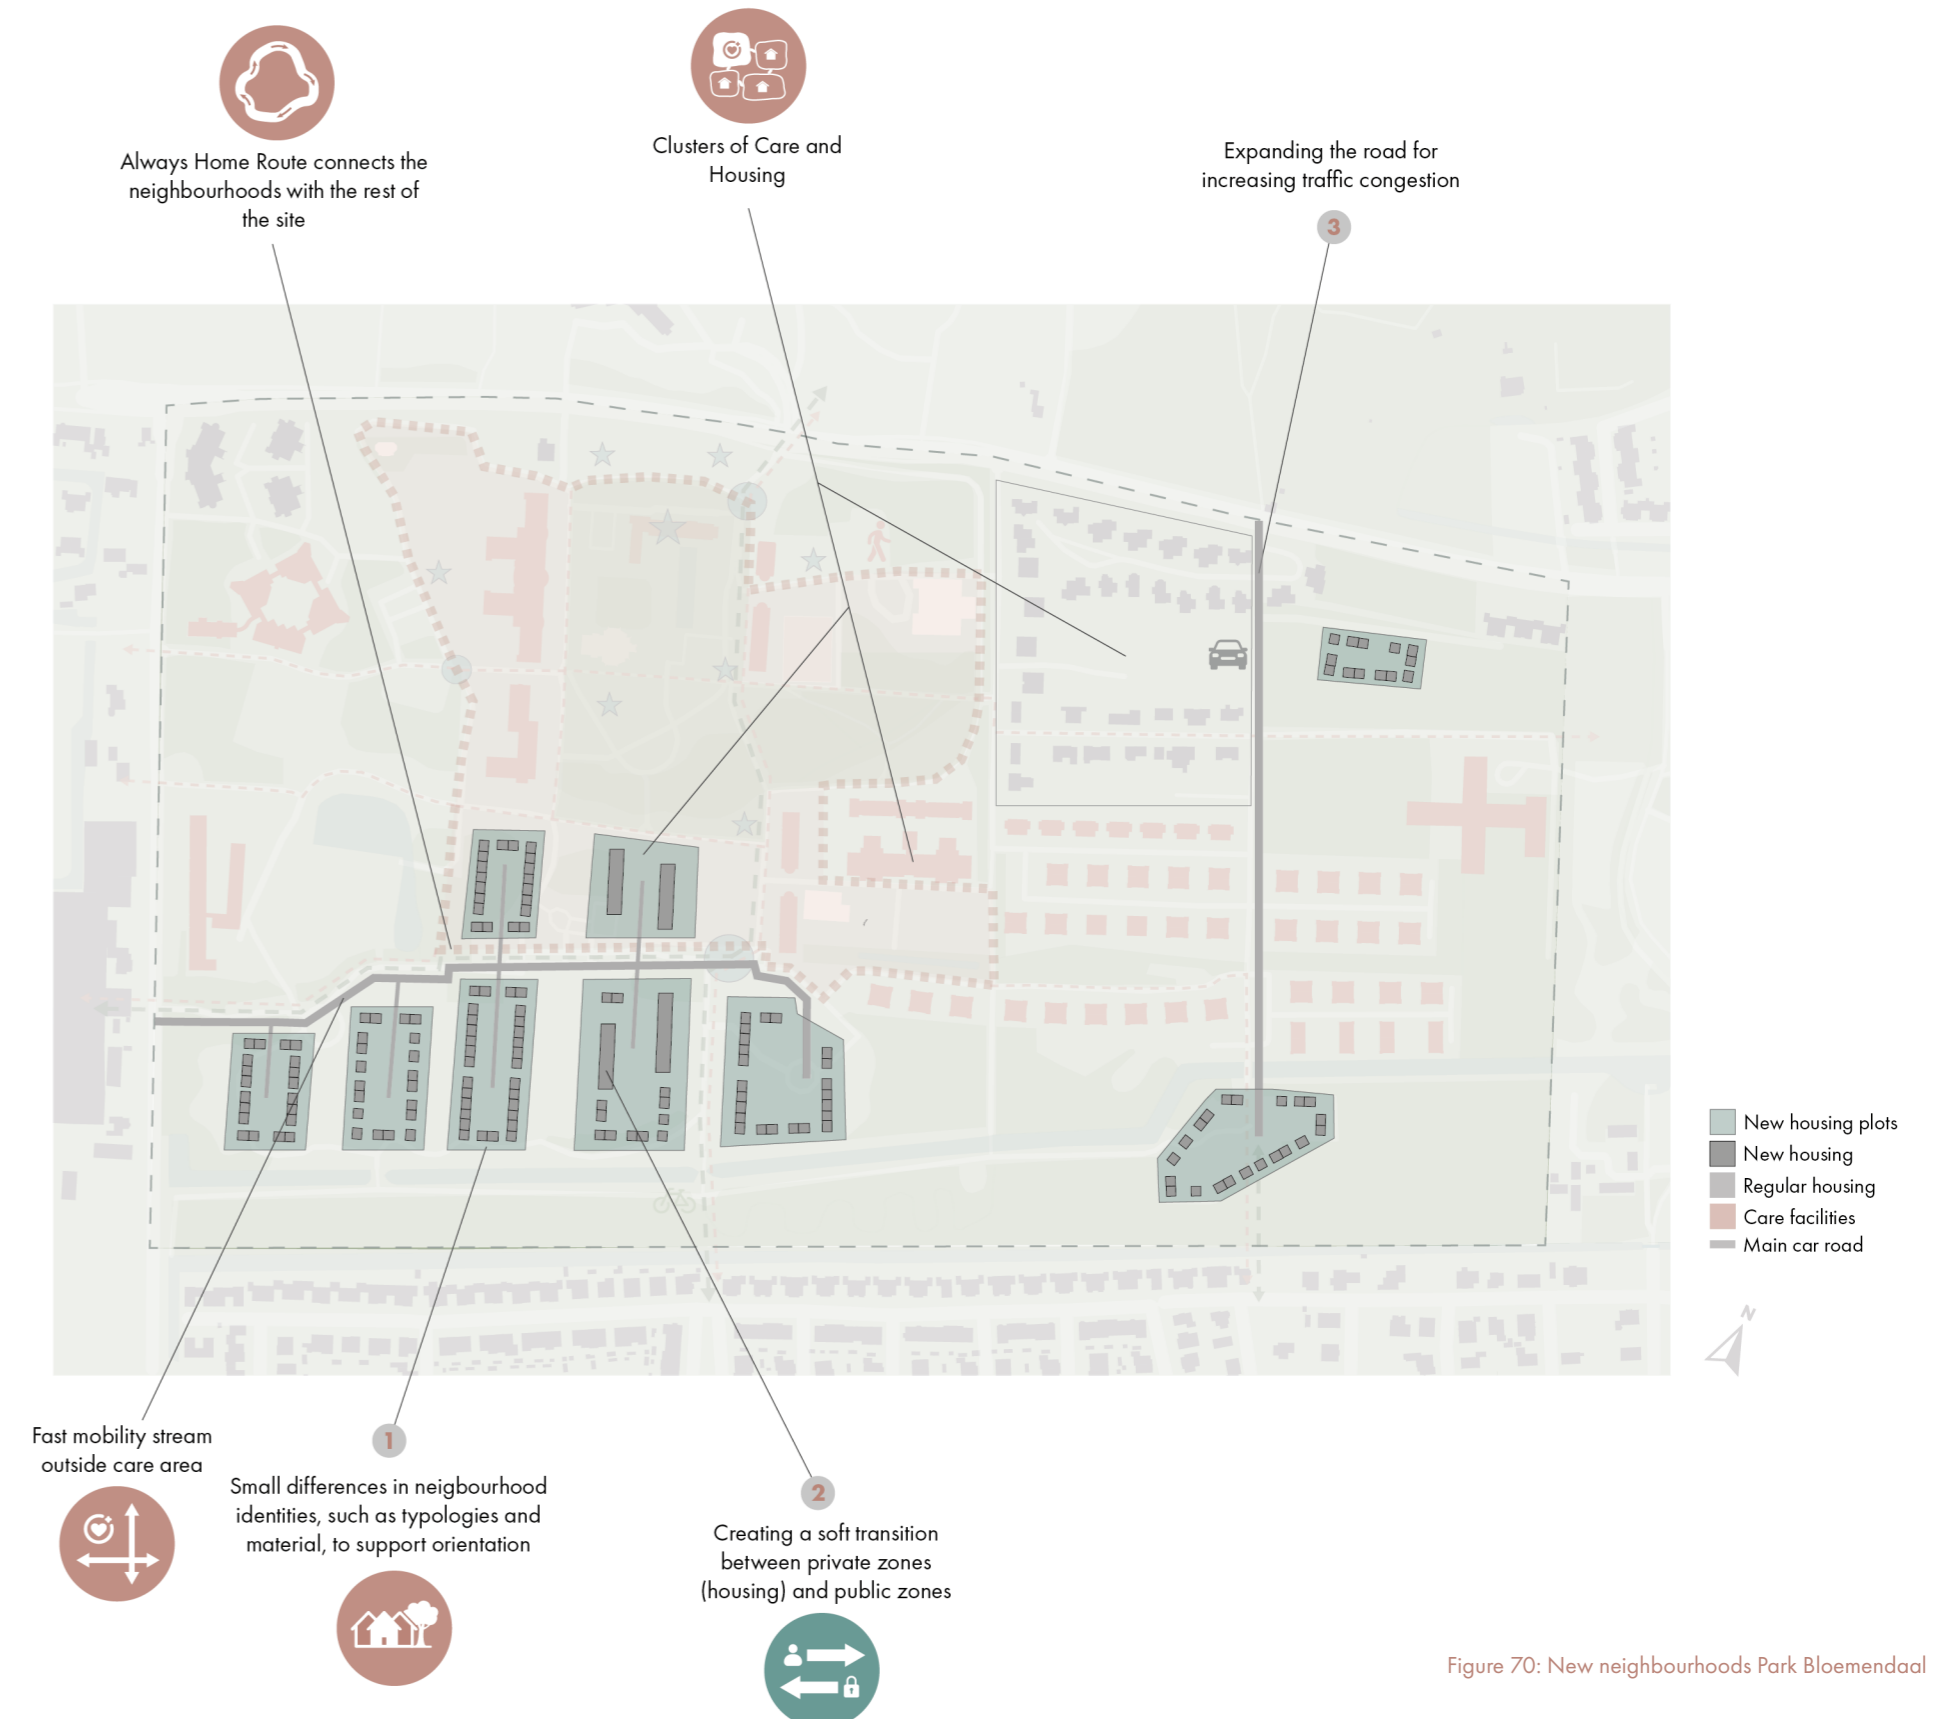 Always Home Route connects the
neighbourhoods with the rest of
the site
Clusters of Care and
Housing
Expanding the road for
increasing traffic congestion
3
New housing plots
New housing
Regular housing
Care facilities
Main car road
N
Fast mobility stream
outside care area
1
Small differences in neigbourhood
identities, such as typologies and
material, to support orientation
2
Creating a soft transition
between private zones
(housing) and public zones
Figure 70: New neighbourhoods Park Bloemendaal